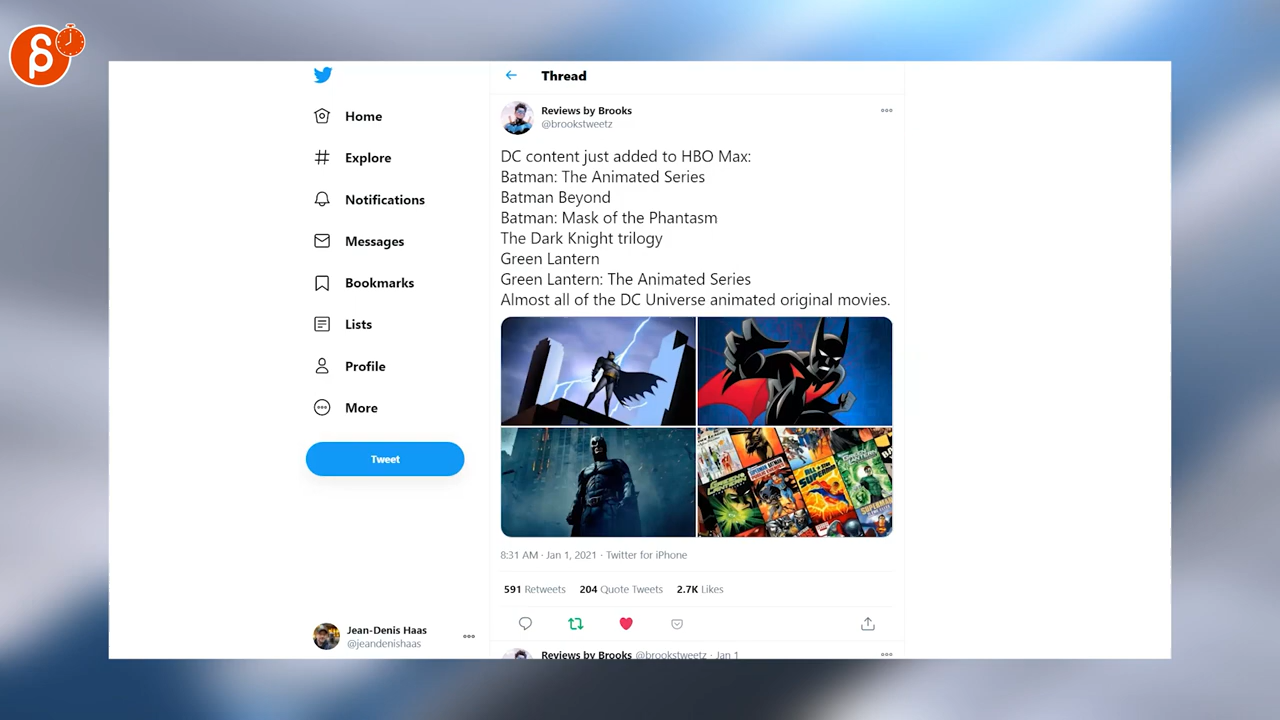 Thread
Reviews by Brooks
@brookstweetz
Home
Explore
Notifications
Messages
Bookmarks
Lists
Profile
More
Tweet
DC content just added to HBO Max:
Batman: The Animated Series
Batman Beyond
Batman: Mask of the Phantasm
The Dark Knight trilogy
Green Lantern
Green Lantern: The Animated Series
Almost all of the DC Universe animated original movies.
8:31 AM · Jan 1, 2021 · Twitter for iPhone
591 Retweets 204 Quote Tweets 2.7K Likes
Jean-Denis Haas
@jeandenishaas
Reviews by Brooks @brookstweetz · Jan 1